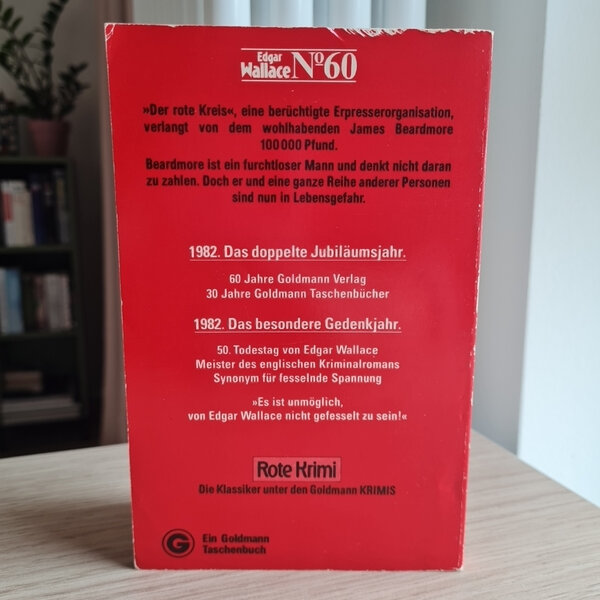 Edgar
Wallace Nº60
»Der rote Kreis«, eine berüchtigte Erpresserorganisation,
verlangt von dem wohlhabenden James Beardmore
100000 Pfund.
Beardmore ist ein furchtloser Mann und denkt nicht daran
zu zahlen. Doch er und eine ganze Reihe anderer Personen
sind nun in Lebensgefahr.
1982. Das doppelte Jubiläumsjahr.
60 Jahre Goldmann Verlag
30 Jahre Goldmann Taschenbücher
1982. Das besondere Gedenkjahr.
50. Todestag von Edgar Wallace
Meister des englischen Kriminalromans
Synonym für fesselnde Spannung
»Es ist unmöglich,
von Edgar Wallace nicht gefesselt zu sein!«
Rote Krimi
Die Klassiker unter den Goldmann KRIMIS
G Ein Goldmann
Taschenbuch